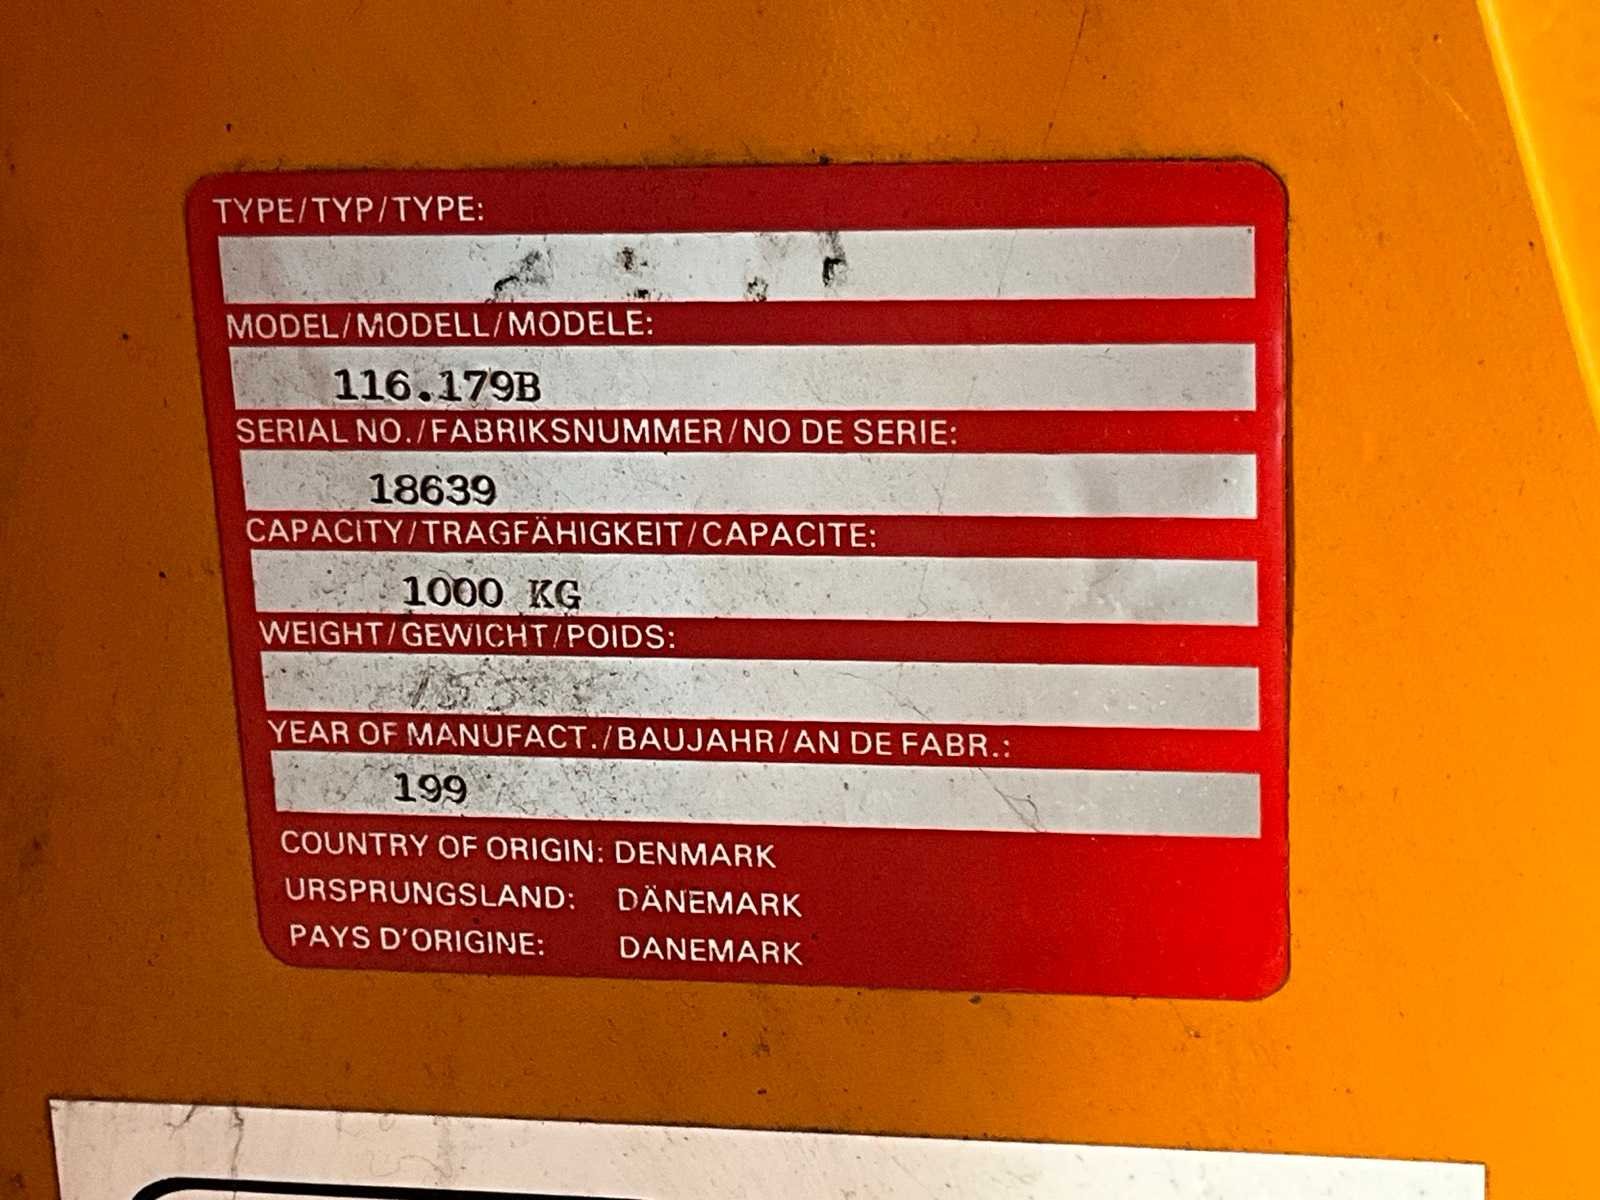 TYPE/TYP/TYPE:
MODEL/MODELL/MODELE:
116.179B
SERIAL NO./FABRIKSNUMMER/NO DE SERIE:
18639
CAPACITY/TRAGFÄHIGKEIT/CAPACITE:
1000 KG
WEIGHT/GEWICHT/POIDS:
YEAR OF MANUFACT./BAUJAHR/AN DE FABR.:
199
COUNTRY OF ORIGIN: DENMARK
URSPRUNGSLAND: DÄNEMARK
PAYS D'ORIGINE: DANEMARK